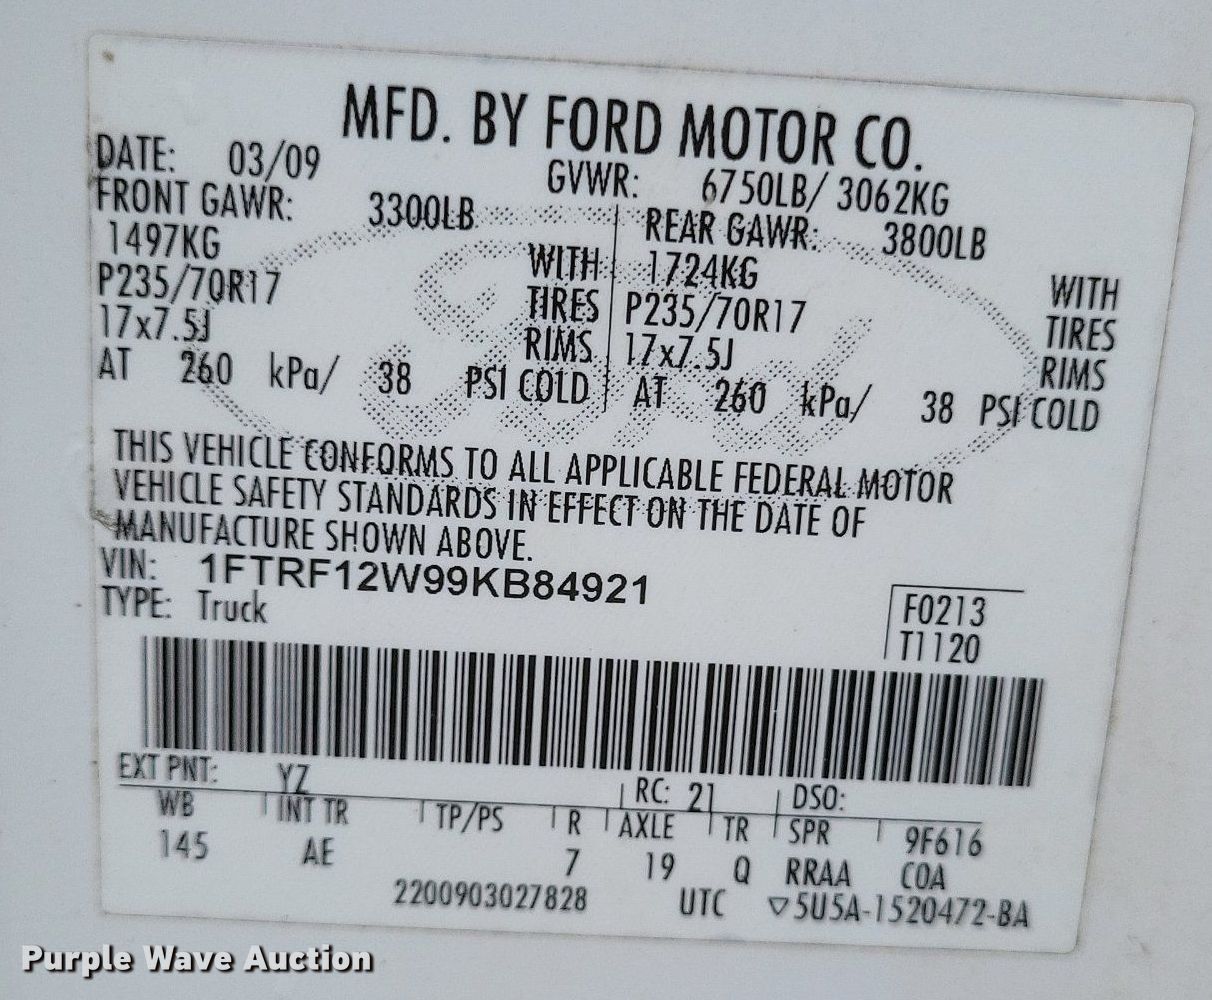 MFD. BY FORD MOTOR CO.
DATE: 03/09 GVWR: 6750LB/ 3062KG
FRONT GAWR: 3300LB REAR GAWR: 3800LB
1497KG WITH 1724KG WITH
P235/70R17 TIRES P235/70R17 TIRES
17x7.5J RIMS 17x7.5J RIMS
AT 260 kPa/ 38 PSI COLD AT 260 kPa/ 38 PSI COLD
THIS VEHICLE CONFORMS TO ALL APPLICABLE FEDERAL MOTOR
VEHICLE SAFETY STANDARDS IN EFFECT ON THE DATE OF
MANUFACTURE SHOWN ABOVE.
VIN: 1FTRF12W99KB84921
TYPE: Truck
F0213
T1120
EXT PNT: YZ RC: 21 DSO:
WB INT TR TP/PS R AXLE TR SPR 9F616
145 AE 7 19 Q RRAA COA
2200903027828 UTC ▽5U5A-1520472-BA
Purple Wave Auction